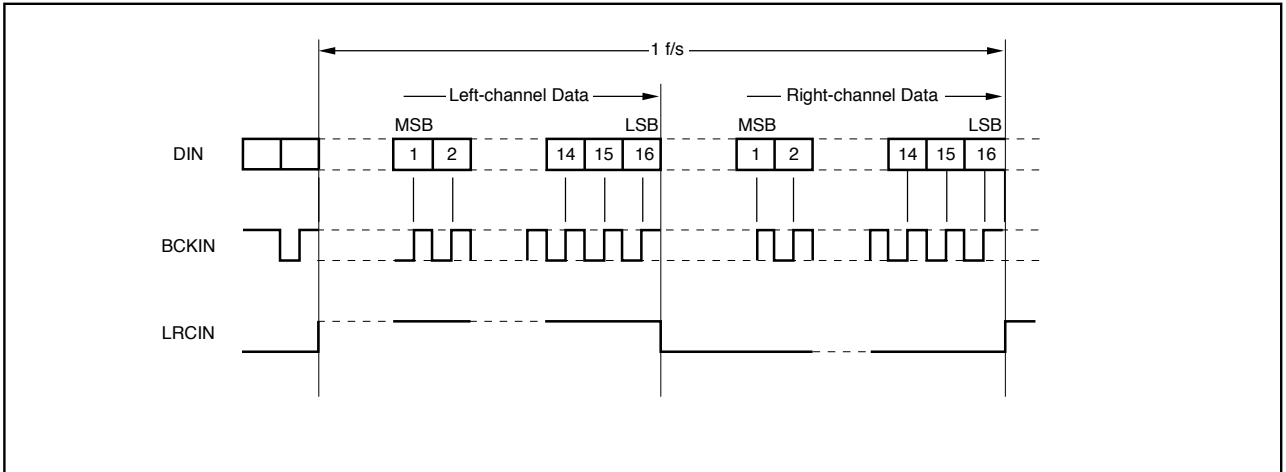 1 f/s
Left-channel Data
Right-channel Data
MSB
LSB
MSB
LSB
DIN
1
2
14
15
16
1
2
14
15
16
BCKIN
LRCIN